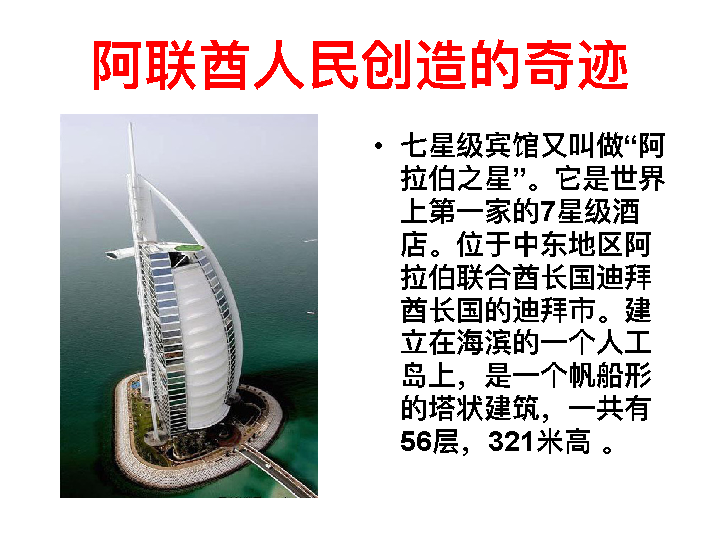 阿联酋人民创造的奇迹
• 七星级宾馆又叫做“阿
拉伯之星”。它是世界
上第一家的7星级酒
店。位于中东地区阿
拉伯联合酋长国迪拜
酋长国的迪拜市。建
立在海滨的一个人工
岛上，是一个帆船形
的塔状建筑，一共有
56层，321米高 。